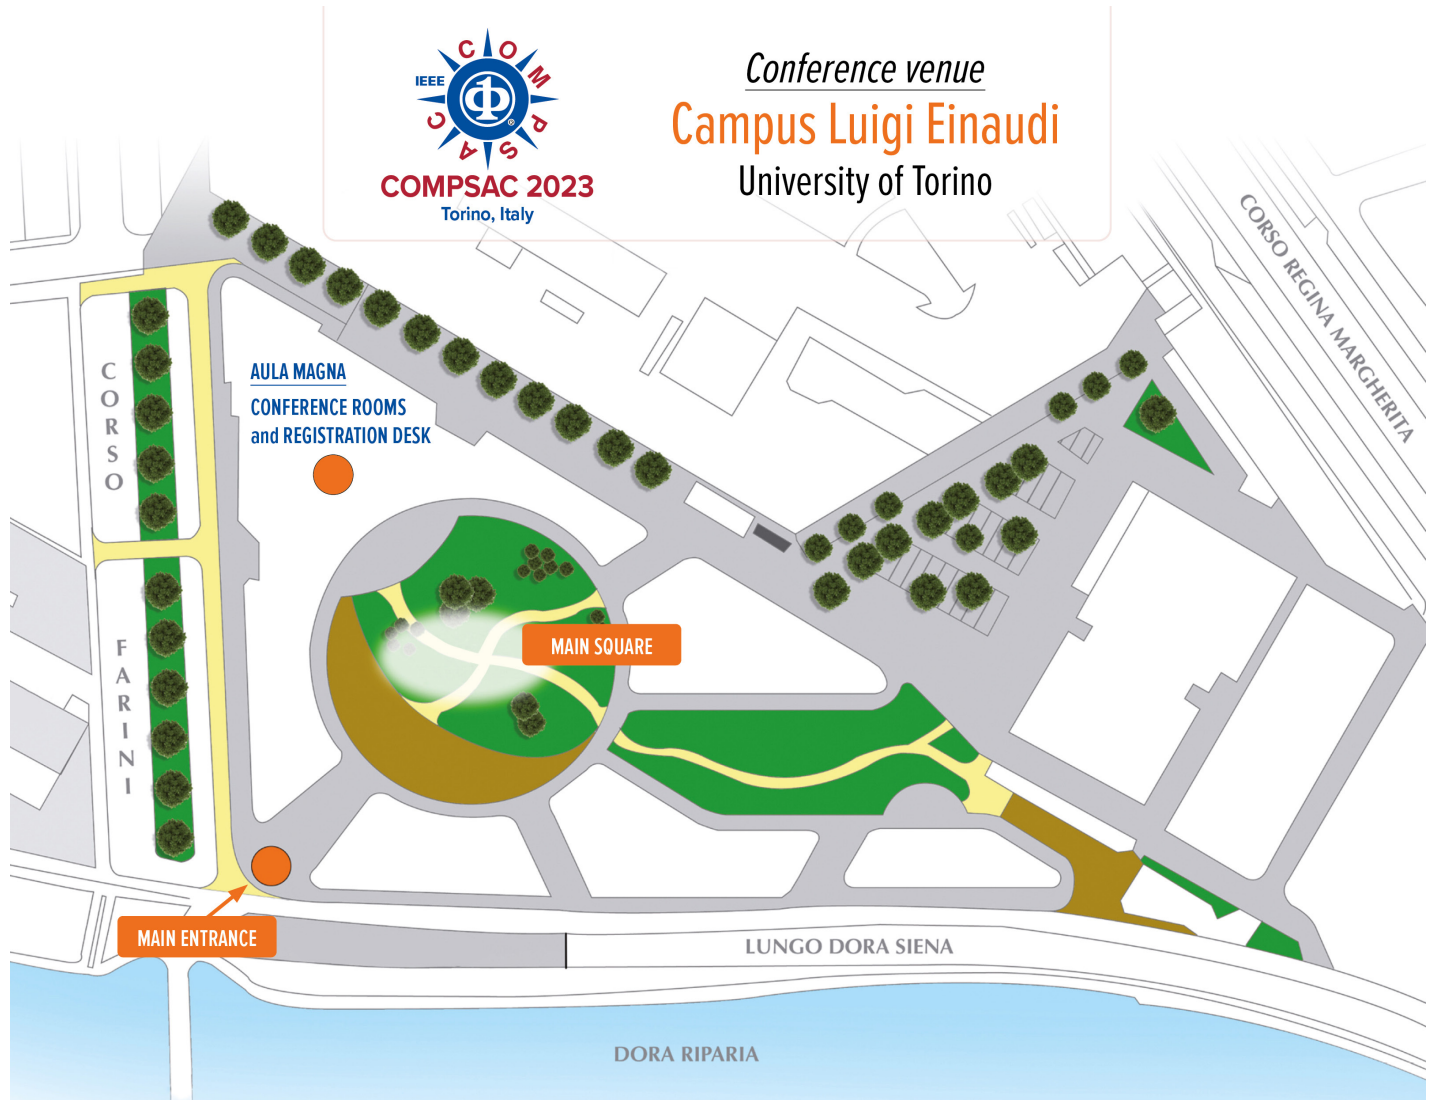 IEEE
COMPSAC
COMPSAC 2023
Torino, Italy
Conference venue
Campus Luigi Einaudi
University of Torino
CORSO REGINA MARGHERITA
AULA MAGNA
CONFERENCE ROOMS
and REGISTRATION DESK
CORSO
FARINI
MAIN SQUARE
MAIN ENTRANCE
LUNGO DORA SIENA
DORA RIPARIA